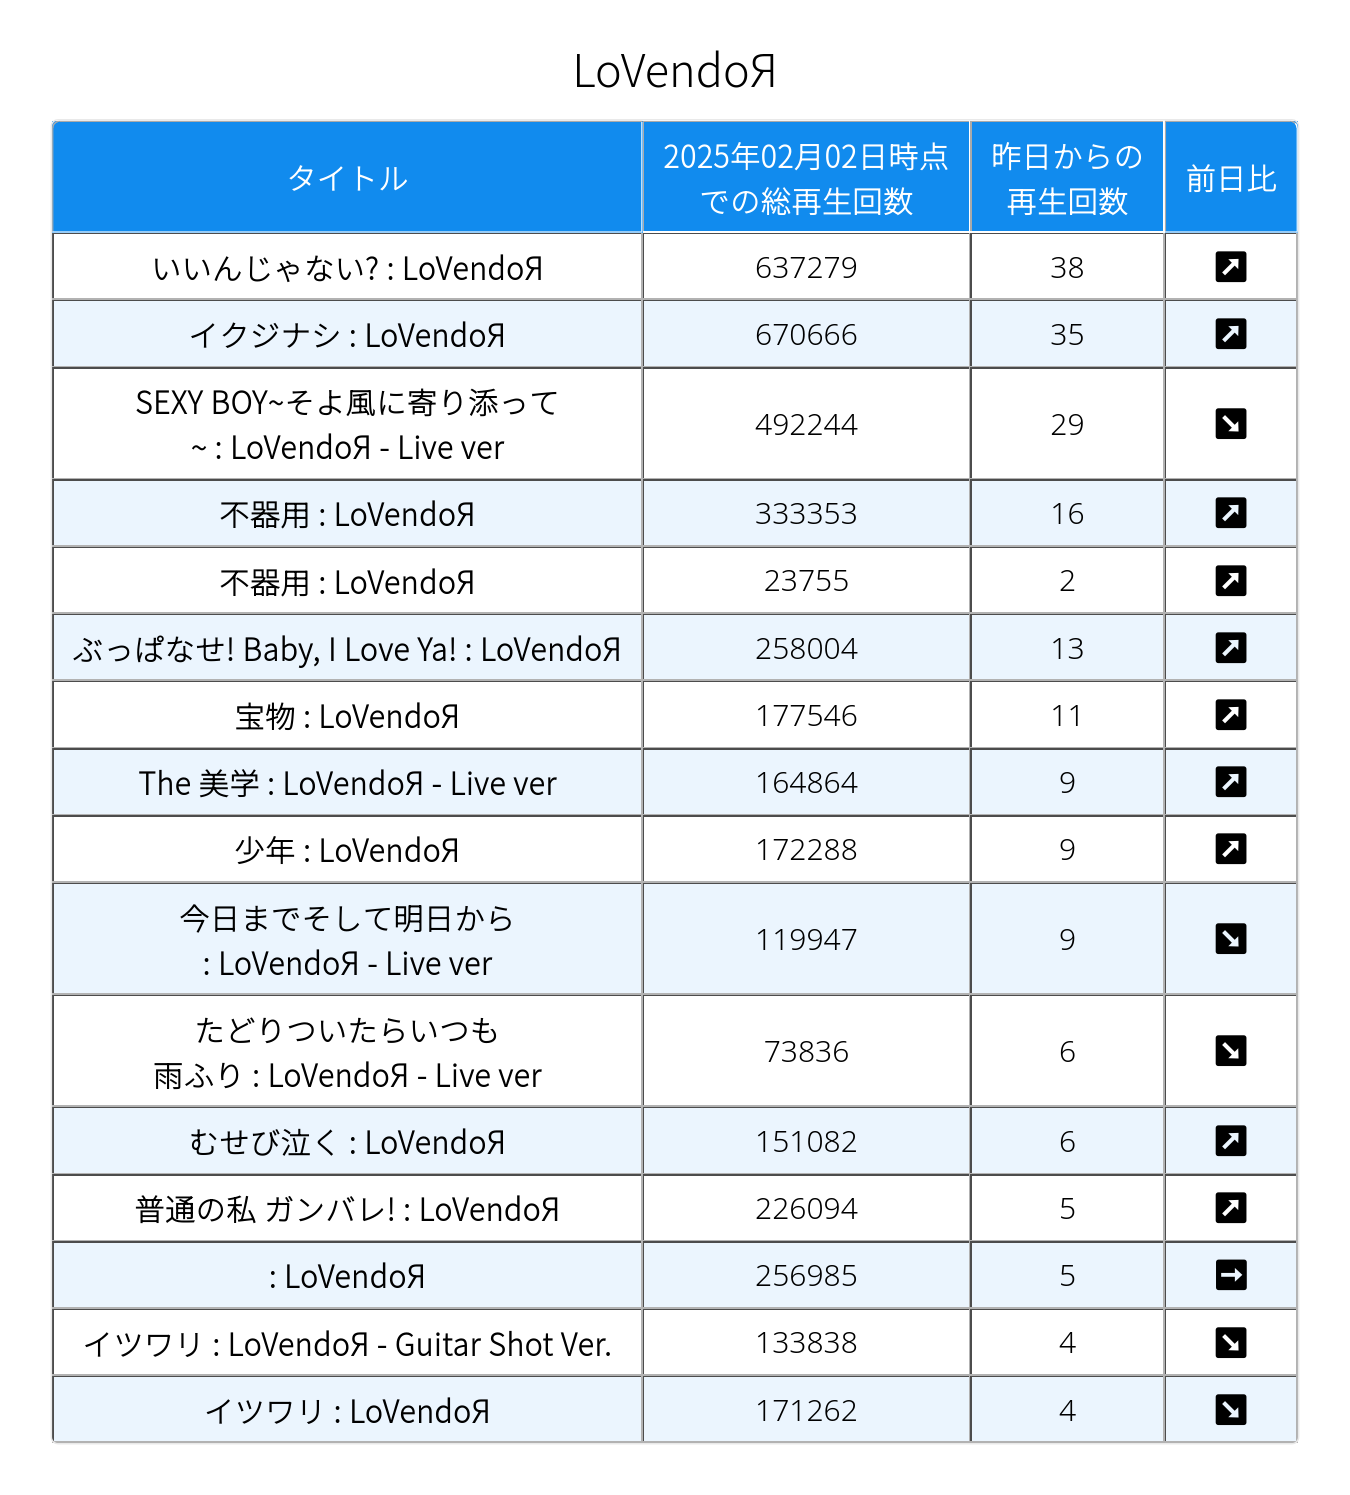 LoVendoЯ
タイトル
2025年02月02日時点
での総再生回数
昨日からの
再生回数
前日比
いいんじゃない? : LoVendoЯ
637279
38
イクジナシ : LoVendoЯ
670666
35
SEXY BOY~そよ風に寄り添って
~ : LoVendoЯ - Live ver
492244
29
不器用 : LoVendoЯ
333353
16
不器用 : LoVendoЯ
23755
2
ぶっぱなせ! Baby, I Love Ya! : LoVendoЯ
258004
13
宝物 : LoVendoЯ
177546
11
The 美学 : LoVendoЯ - Live ver
164864
9
少年 : LoVendoЯ
172288
9
今日までそして明日から
: LoVendoЯ - Live ver
119947
9
たどりついたらいつも
雨ふり : LoVendoЯ - Live ver
73836
6
むせび泣く : LoVendoЯ
151082
6
普通の私 ガンバレ! : LoVendoЯ
226094
5
: LoVendoЯ
256985
5
イツワリ : LoVendoЯ - Guitar Shot Ver.
133838
4
イツワリ : LoVendoЯ
171262
4